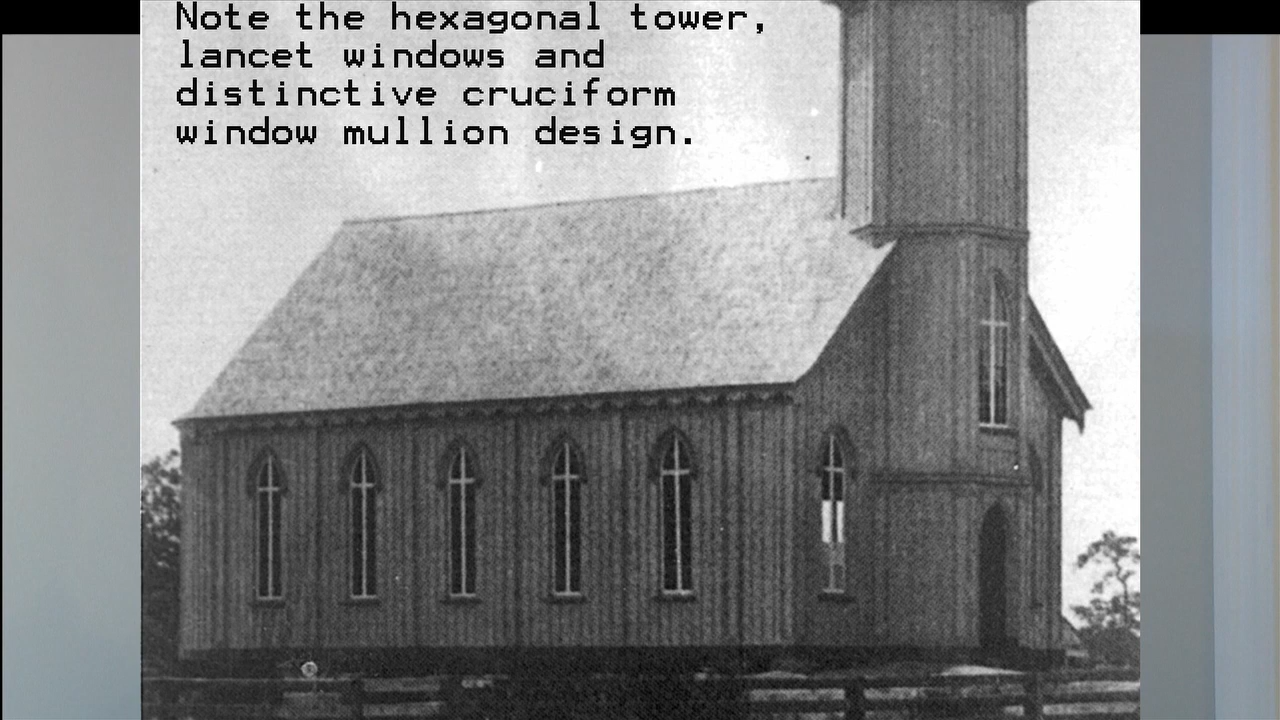 Note the hexagonal tower,
lancet windows and
distinctive cruciform
window mullion design.